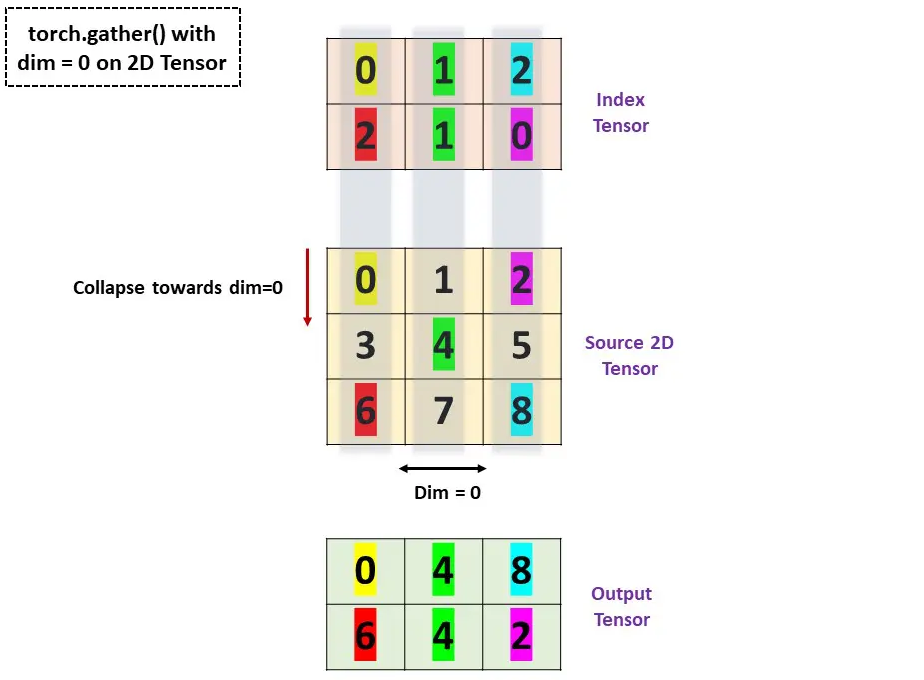 torch.gather() with
dim = 0 on 2D Tensor
0 1 2
2 1 0
Index
Tensor
Collapse towards dim=0
0 1 2
3 4 5
6 7 8
Source 2D
Tensor
Dim = 0
0 4 8
6 4 2
Output
Tensor